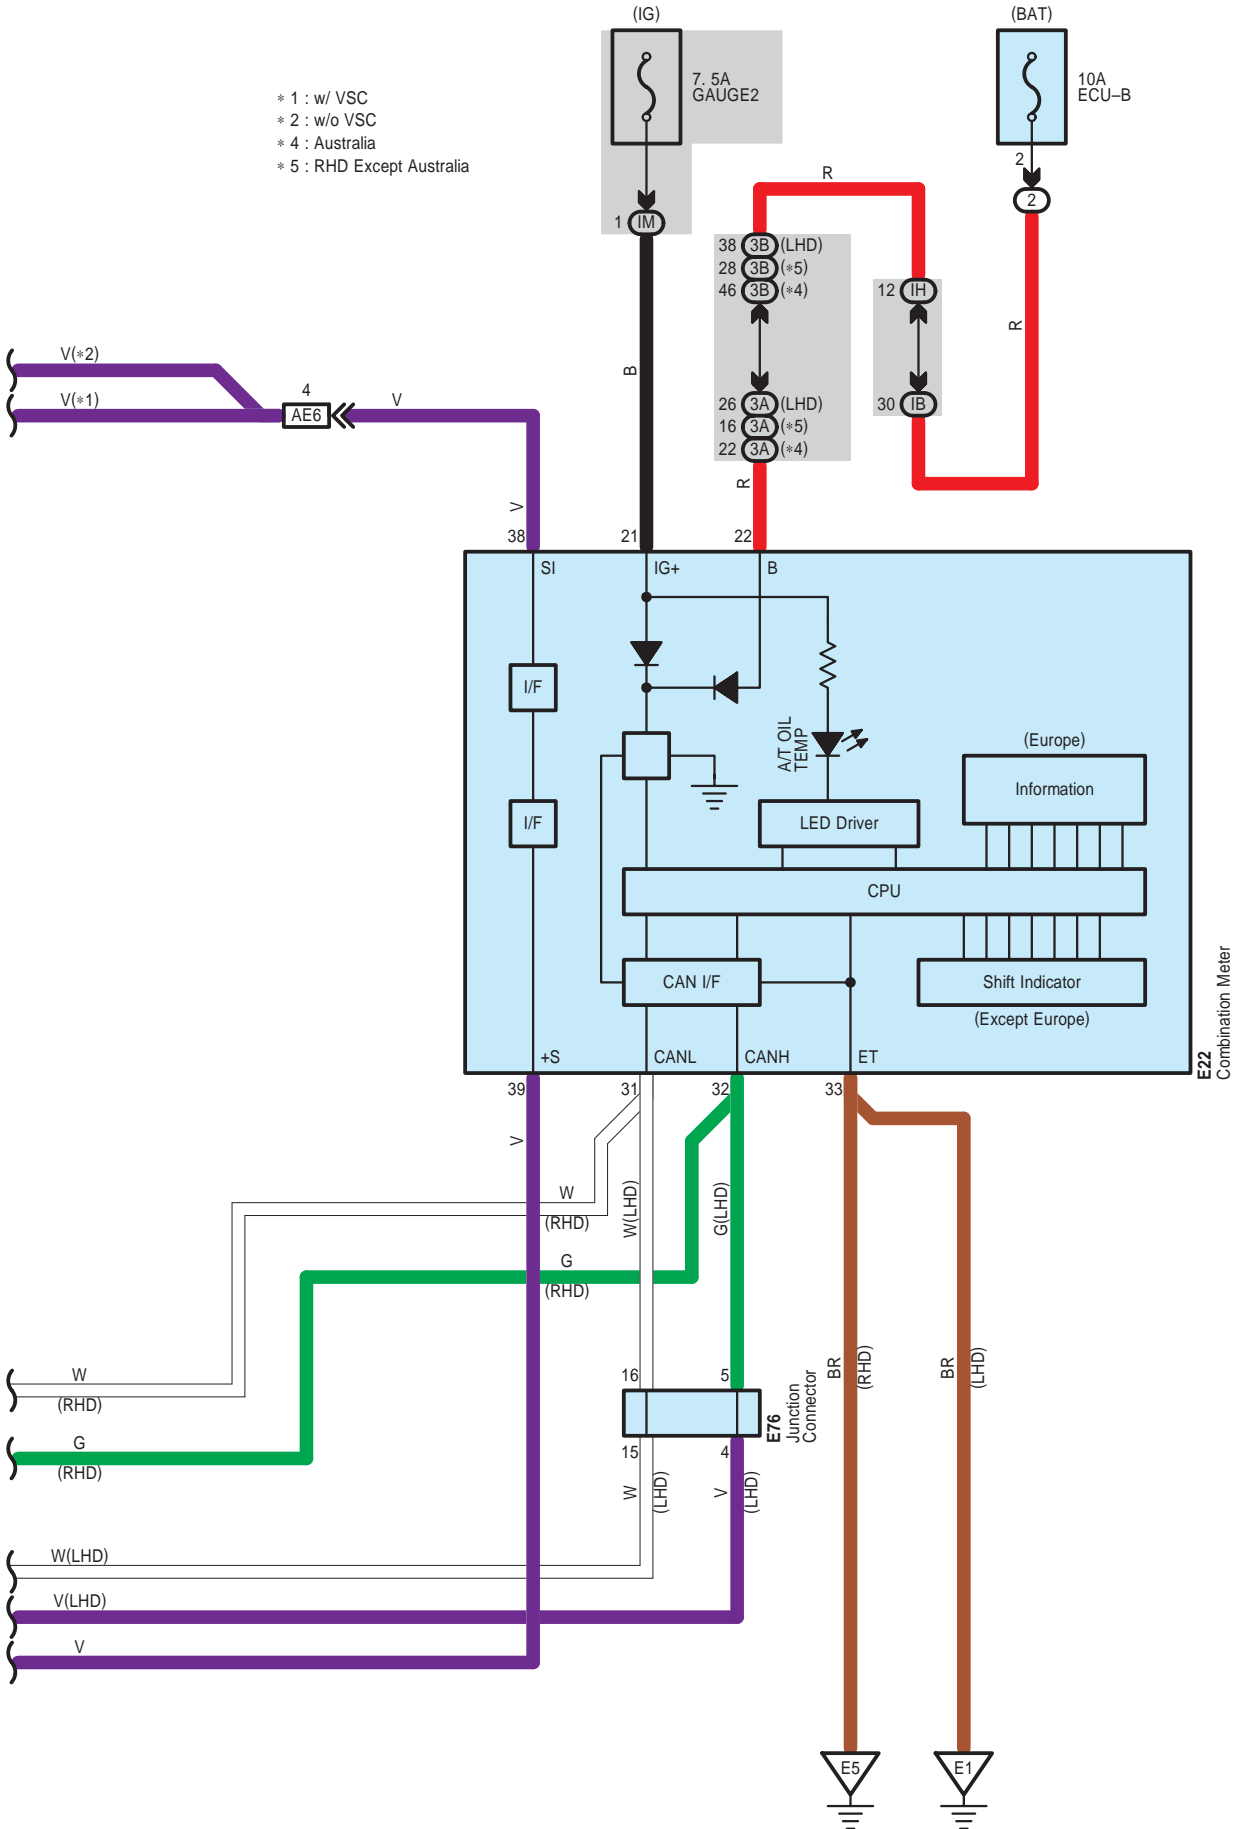 (IG)
(BAT)
7. 5A
GAUGE2
10A
ECU–B
∗ 1 : w/ VSC
∗ 2 : w/o VSC
∗ 4 : Australia
∗ 5 : RHD Except Australia
2
2
1 IM
R
38 3B (LHD)
28 3B (∗5)
46 3B (∗4)
12 IH
R
B
V(∗2)
V(∗1)
4
AE6
V
26 3A (LHD)
16 3A (∗5)
22 3A (∗4)
30 IB
R
V
38
21
22
SI
IG+
B
I/F
A/T OIL
TEMP
(Europe)
Information
I/F
LED Driver
CPU
CAN I/F
Shift Indicator
(Except Europe)
E22
Combination Meter
+S
CANL
CANH
ET
39
31
32
33
V
W
(RHD)
W(LHD)
G(LHD)
G
(RHD)
W
(RHD)
BR
(RHD)
BR
(LHD)
16
5
E76
Junction
Connector
G
(RHD)
15
4
W
(LHD)
V
(LHD)
W(LHD)
V(LHD)
V
E5
E1